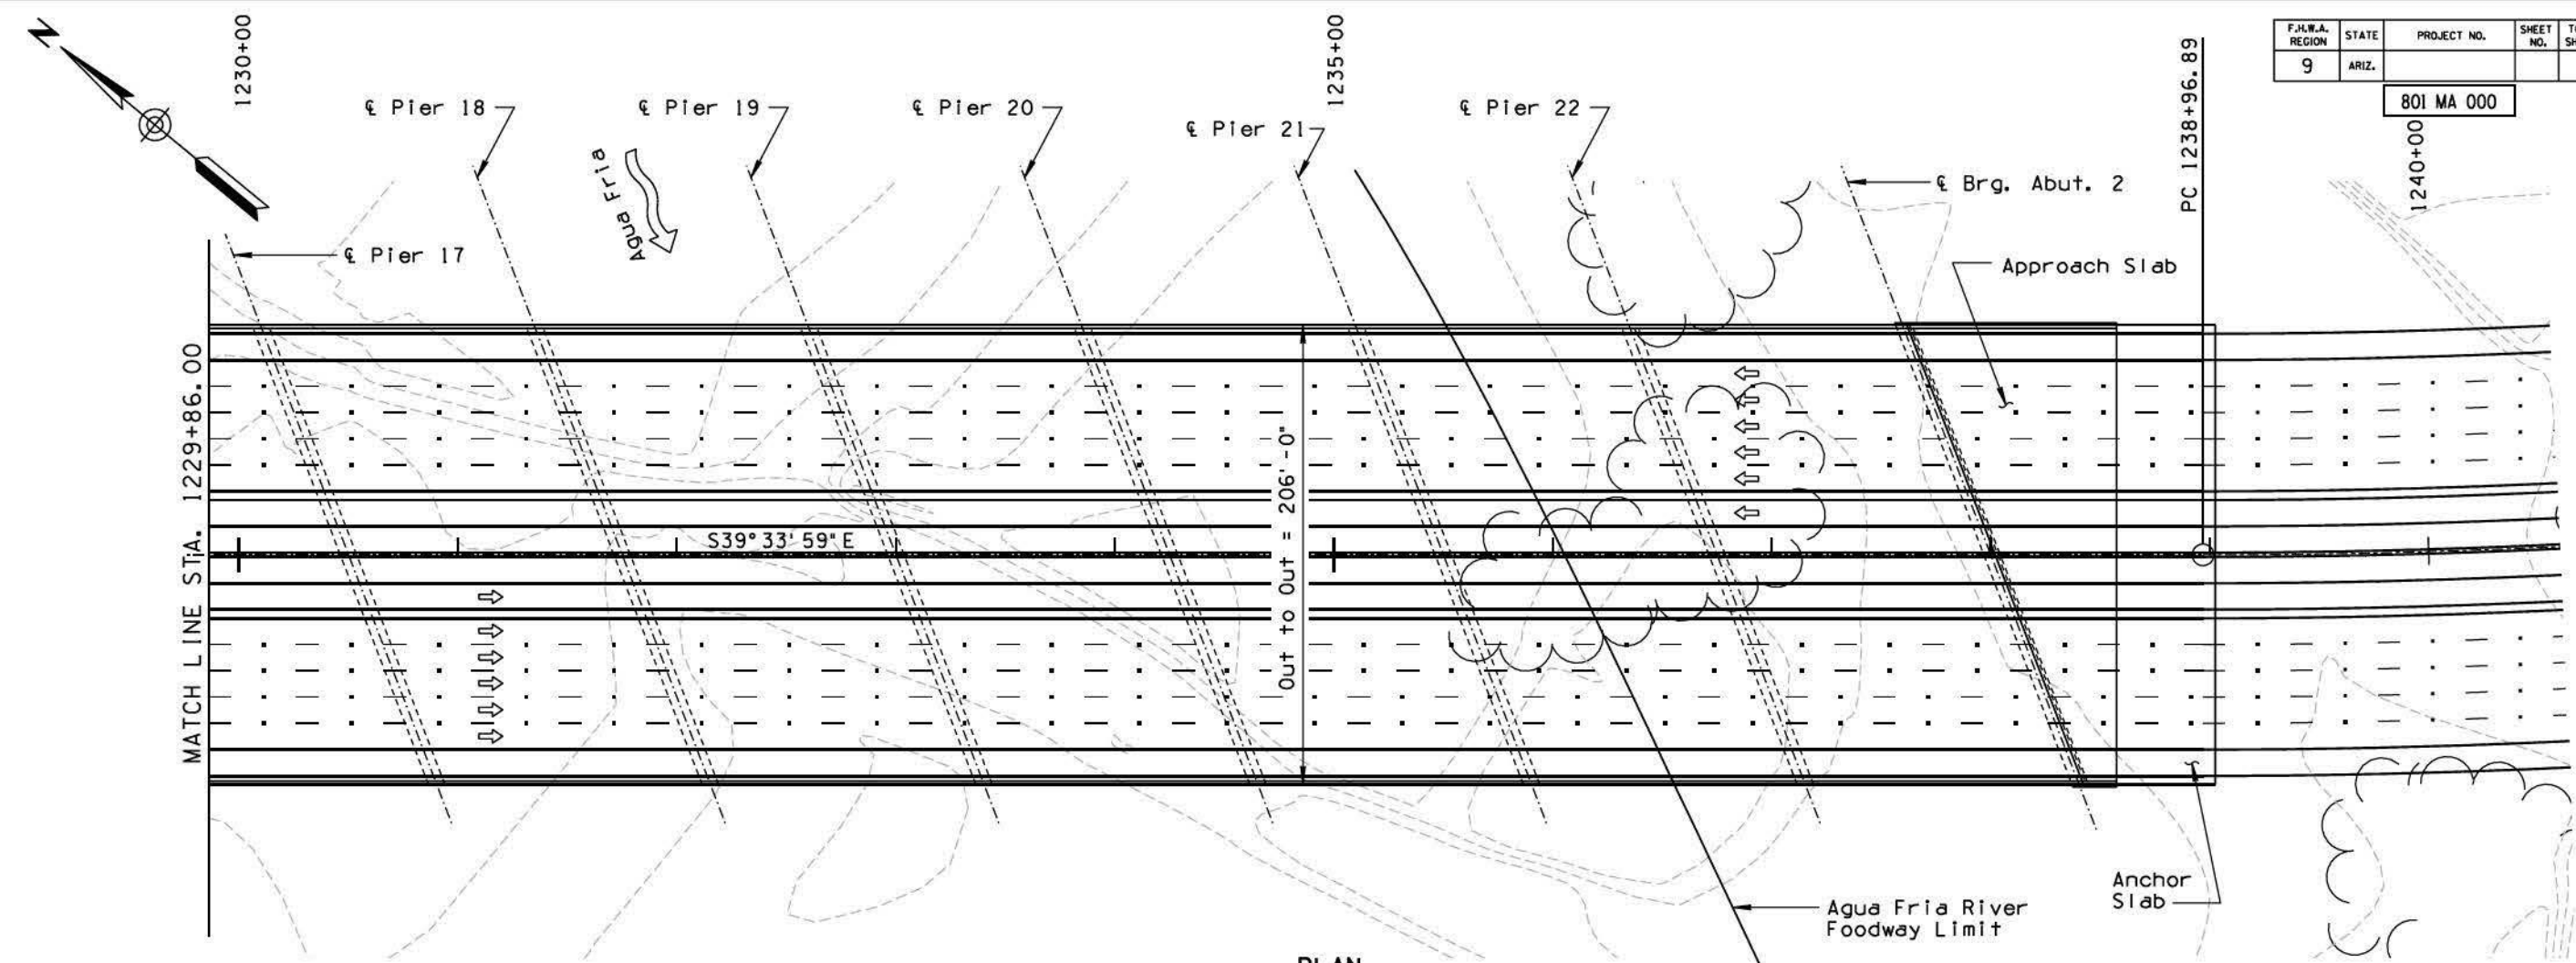 N
1230+00
1235+00
PC 1238+96.89
1240+00
F.H.W.A. REGION
STATE
PROJECT NO.
SHEET NO.
9
ARIZ.
801 MA 000
℄ Pier 18
℄ Pier 19
℄ Pier 20
℄ Pier 21
℄ Pier 22
Agua Fria
℄ Brg. Abut. 2
℄ Pier 17
Approach Slab
MATCH LINE STA. 1229+86.00
S39°33'59"E
Out to Out = 206'-0"
Anchor
Slab
Agua Fria River
Foodway Limit
PLAN